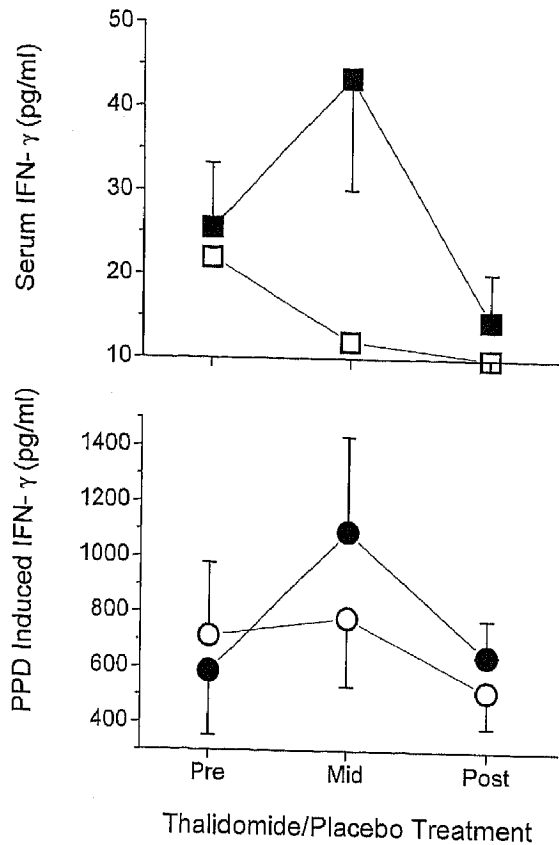 Serum IFN- γ (pg/ml)
50
40
30
20
10
PPD Induced IFN- γ (pg/ml)
1400
1200
1000
800
600
400
Pre Mid Post
Thalidomide/Placebo Treatment